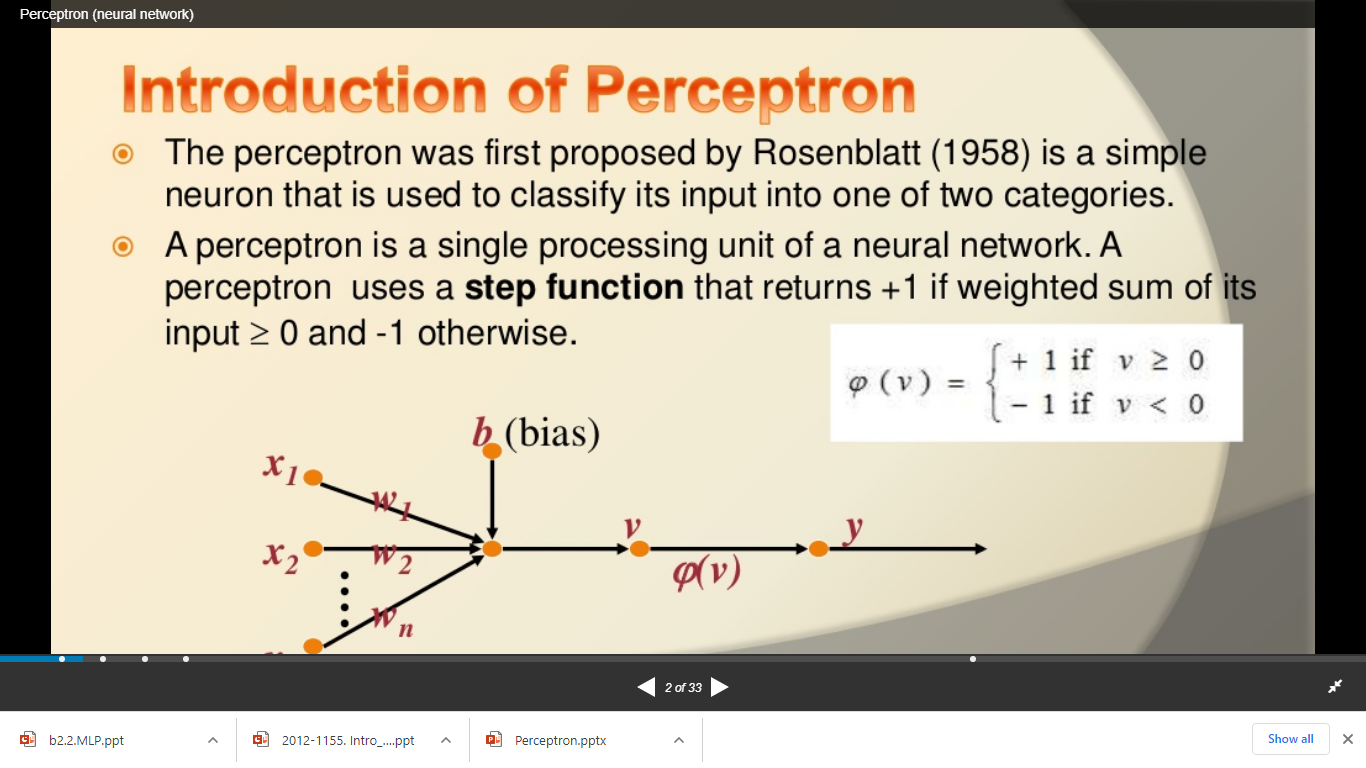 Perceptron (neural network)
Introduction of Perceptron
The perceptron was first proposed by Rosenblatt (1958) is a simple
neuron that is used to classify its input into one of two categories.
A perceptron is a single processing unit of a neural network. A
perceptron uses a step function that returns +1 if weighted sum of its
input ≥ 0 and -1 otherwise.
φ (v) = { + 1 if v ≥ 0
− 1 if v < 0
b (bias)
x1
w1
x2
w2
wn
v
φ(v)
y
2 of 33
b2.2.MLP.ppt
2012-1155. Intro_....ppt
Perceptron.pptx
Show all